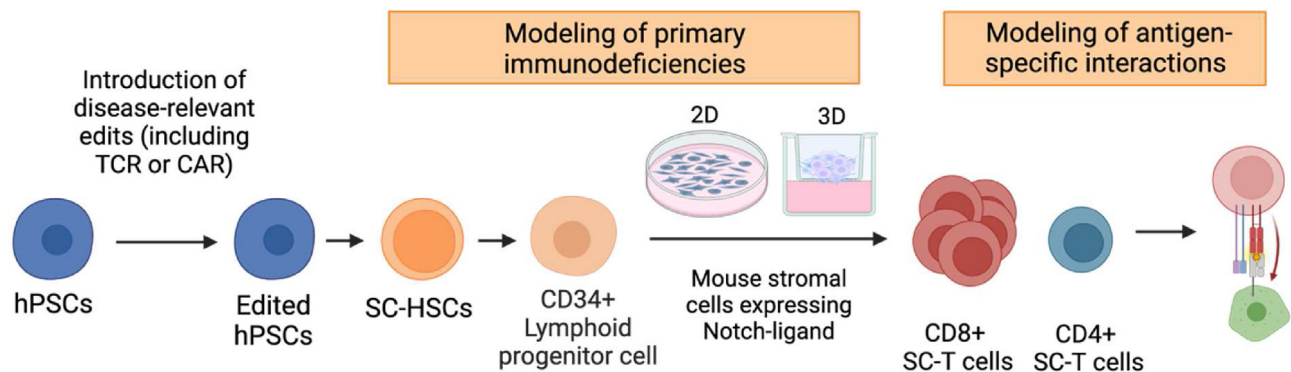 Modeling of primary
immunodeficiencies
Modeling of antigen-
specific interactions
Introduction of
disease-relevant
edits (including
TCR or CAR)
2D
3D
hPSCs
Edited
hPSCs
SC-HSCs
CD34+
Lymphoid
progenitor cell
Mouse stromal
cells expressing
Notch-ligand
CD8+
SC-T cells
CD4+
SC-T cells